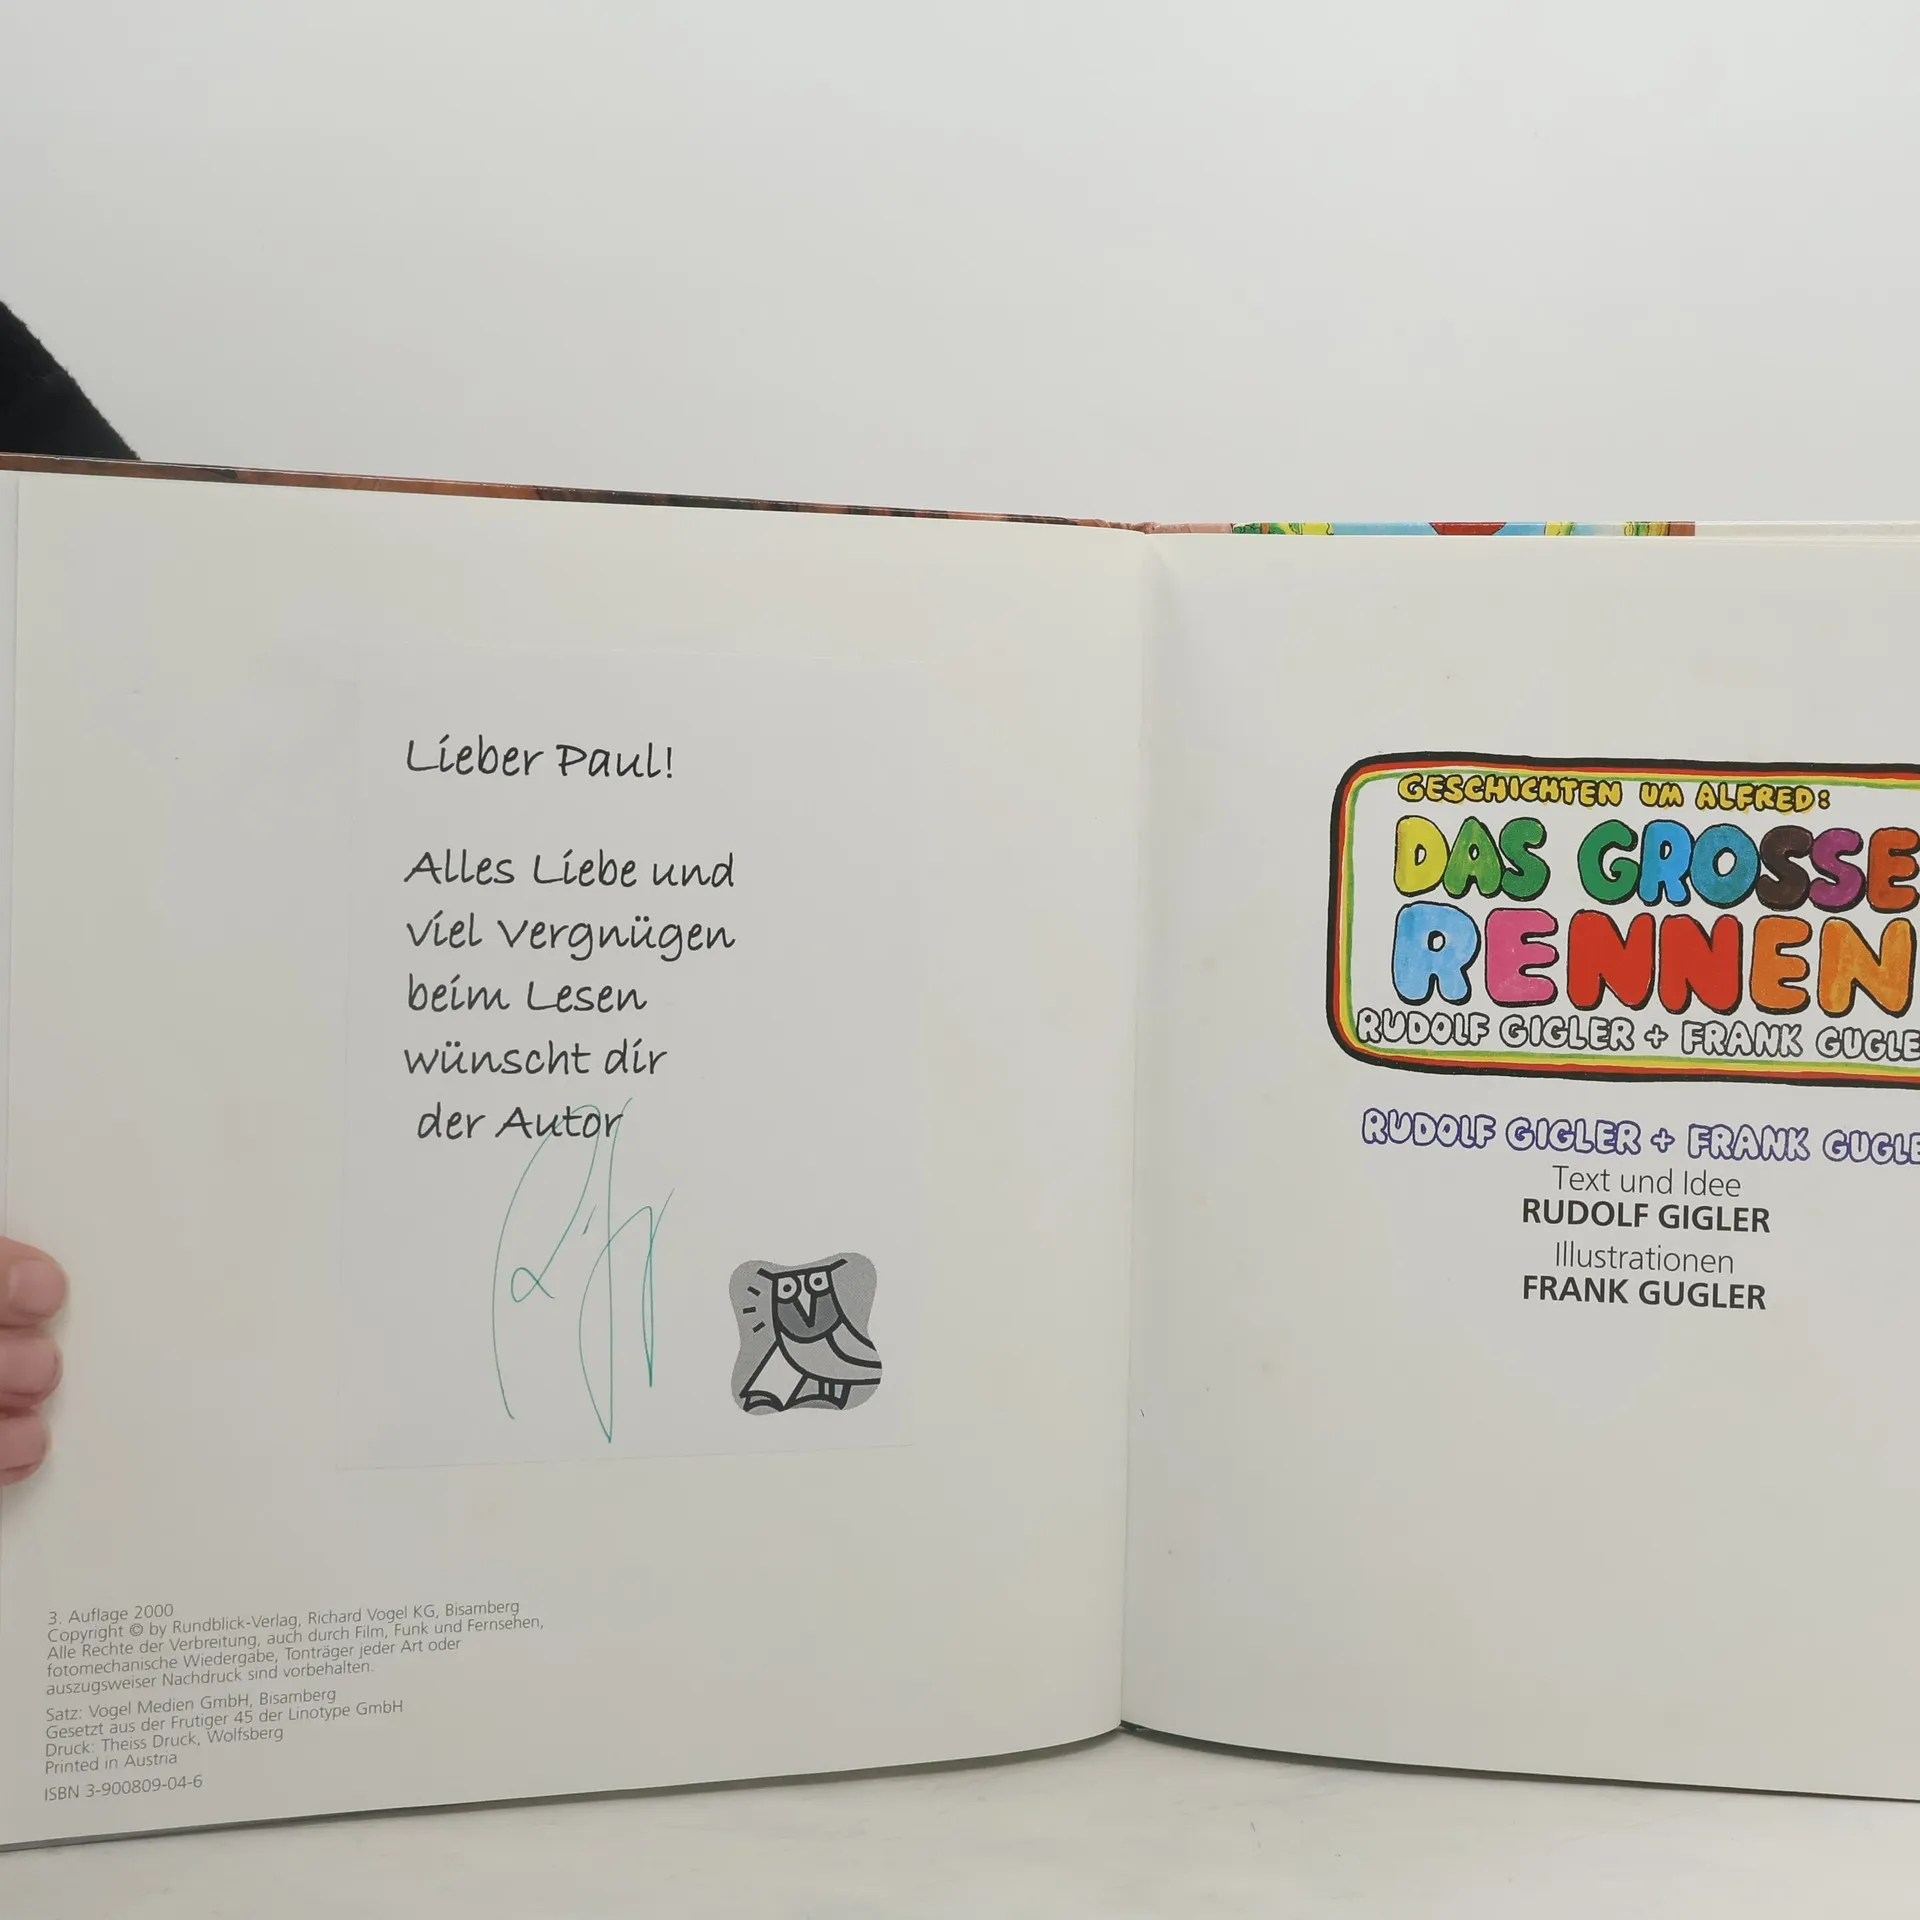 Lieber Paul!
Alles Liebe und
viel Vergnügen
beim Lesen
wünscht dir
der Autor
3. Auflage 2000
Copyright © by Rundblick-Verlag, Richard Vogel KG, Bisamberg
Alle Rechte der Verbreitung, auch durch Film, Funk und Fernsehen,
fotomechanische Wiedergabe, Tonträger jeder Art oder
auszugsweiser Nachdruck sind vorbehalten.
Satz: Vogel Medien GmbH, Bisamberg
Gesetzt aus der Frutiger 45 der Linotype GmbH
Druck: Theiss Druck, Wolfsberg
Printed in Austria
ISBN 3-900809-04-6
GESCHICHTEN UM ALFRED:
DAS GROSSE
RENNEN
RUDOLF GIGLER + FRANK GUGLE
RUDOLF GIGLER + FRANK GUGLE
Text und Idee
RUDOLF GIGLER
Illustrationen
FRANK GUGLER